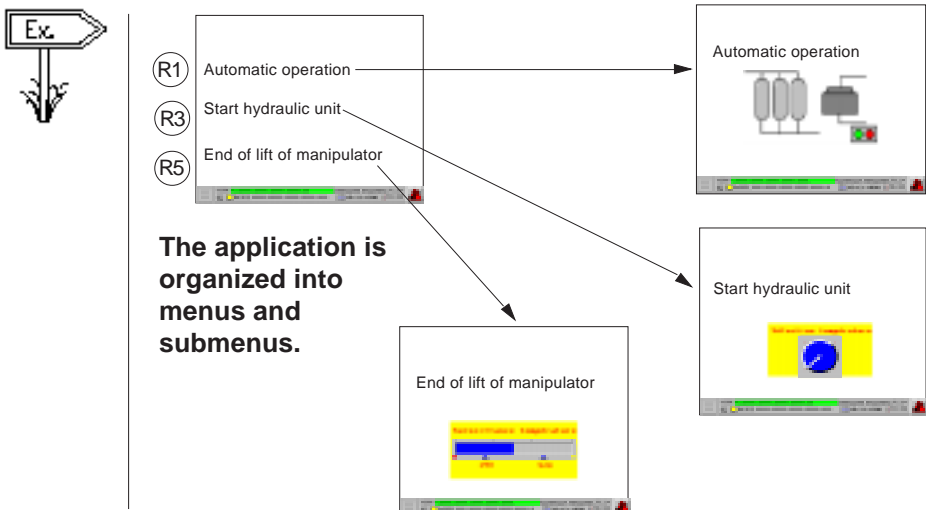 Ex.
R1 Automatic operation
R3 Start hydraulic unit
R5 End of lift of manipulator
Automatic operation
The application is
organized into
menus and
submenus.
Start hydraulic unit
End of lift of manipulator